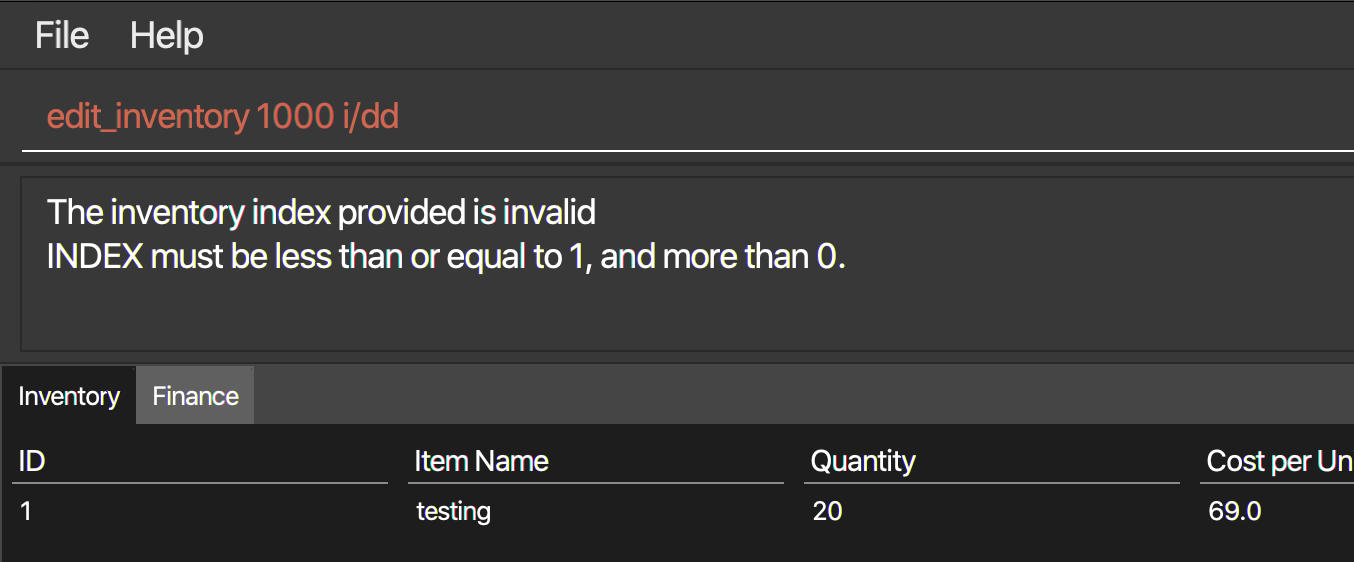 File Help
edit_inventory 1000 i/dd
The inventory index provided is invalid
INDEX must be less than or equal to 1, and more than 0.
Inventory Finance
ID Item Name Quantity Cost per Un
1 testing 20 69.0